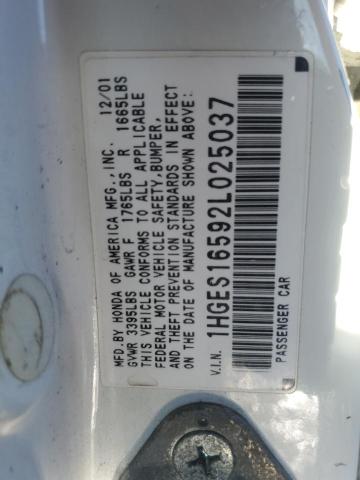 MFD.BY HONDA OF AMERICA MFG.,INC. 12/01
GVWR 3395LBS GAWR F 1765LBS R 1665LBS
THIS VEHICLE CONFORMS TO ALL APPLICABLE
FEDERAL MOTOR VEHICLE SAFETY,BUMPER,
AND THEFT PREVENTION STANDARDS IN EFFECT
ON THE DATE OF MANUFACTURE SHOWN ABOVE.
V.I.N. 1HGES16592L025037
PASSENGER CAR